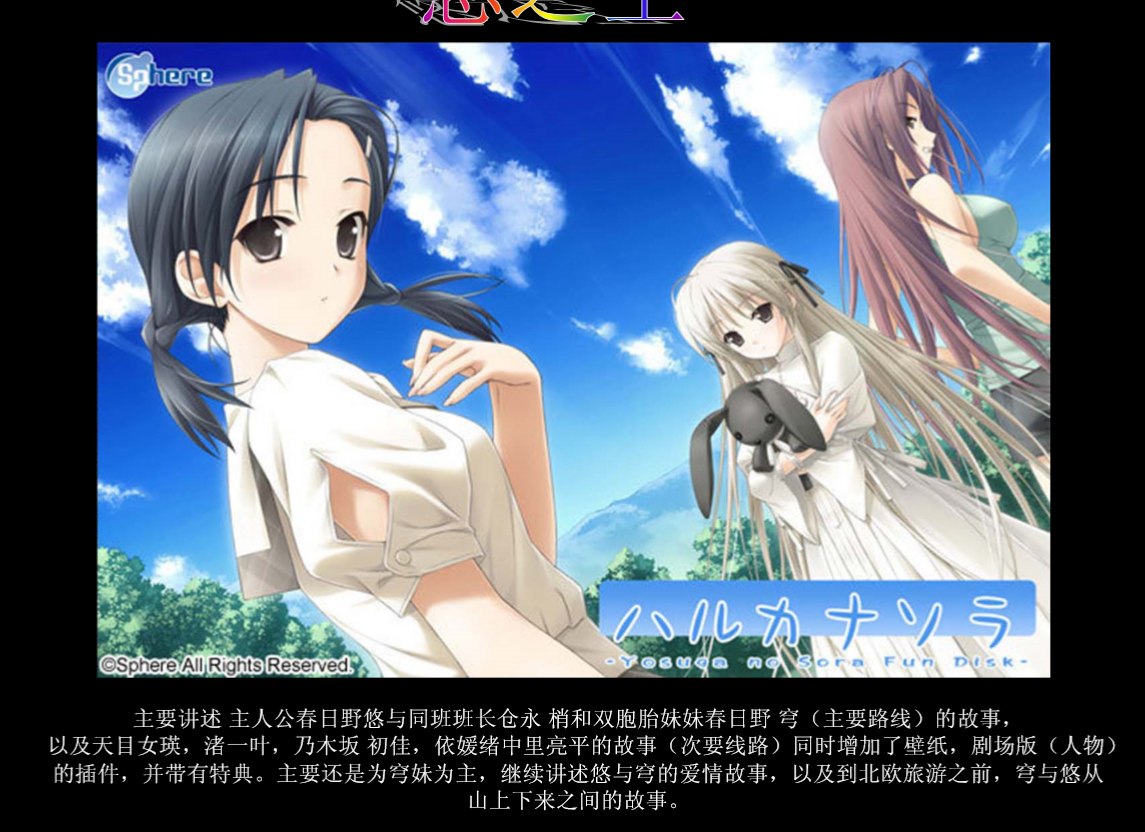 Sphere
ハルカナソラ
-Yosuga no Sora Fun Disk-
©Sphere All Rights Reserved.
主要讲述 主人公春日野悠与同班班长仓永 梢和双胞胎妹妹春日野 穹（主要路线）的故事，
以及天目女瑛，渚一叶，乃木坂 初佳，依媛绪中里亮平的故事（次要线路）同时增加了壁纸，剧场版（人物）
的插件，并带有特典。主要还是为穹妹为主，继续讲述悠与穹的爱情故事，以及到北欧旅游之前，穹与悠从
山上下来之间的故事。